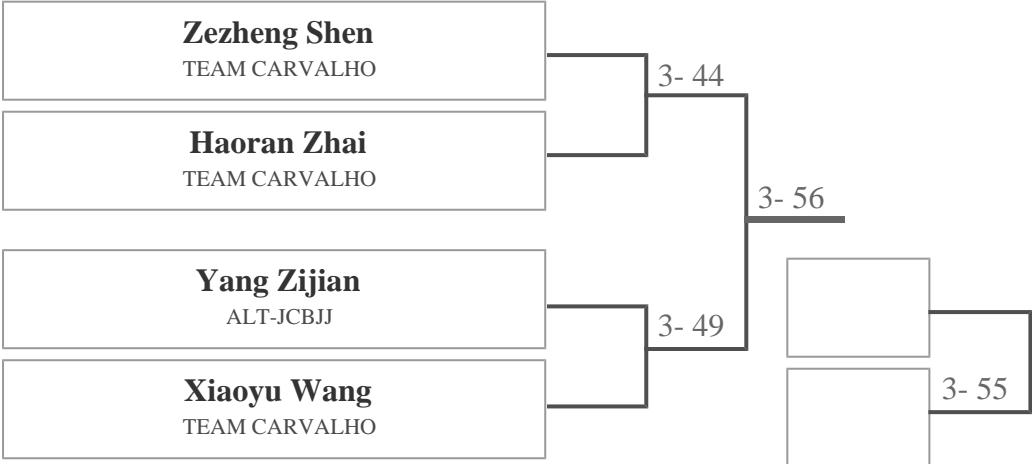 Zezheng Shen
TEAM CARVALHO
3- 44
Haoran Zhai
TEAM CARVALHO
3- 56
Yang Zijian
ALT-JCBJJ
3- 49
Xiaoyu Wang
TEAM CARVALHO
3- 55